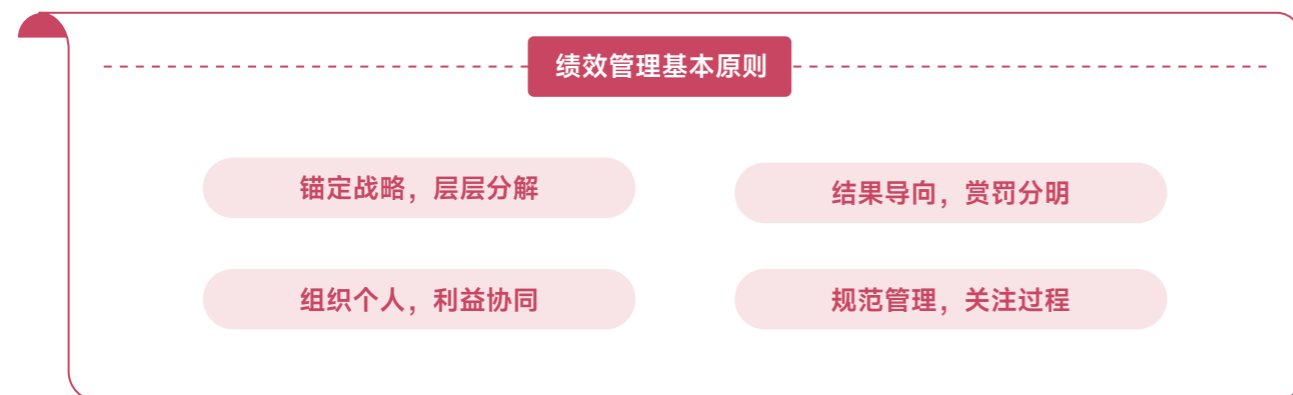 绩效管理基本原则
锚定战略，层层分解
结果导向，赏罚分明
组织个人，利益协同
规范管理，关注过程